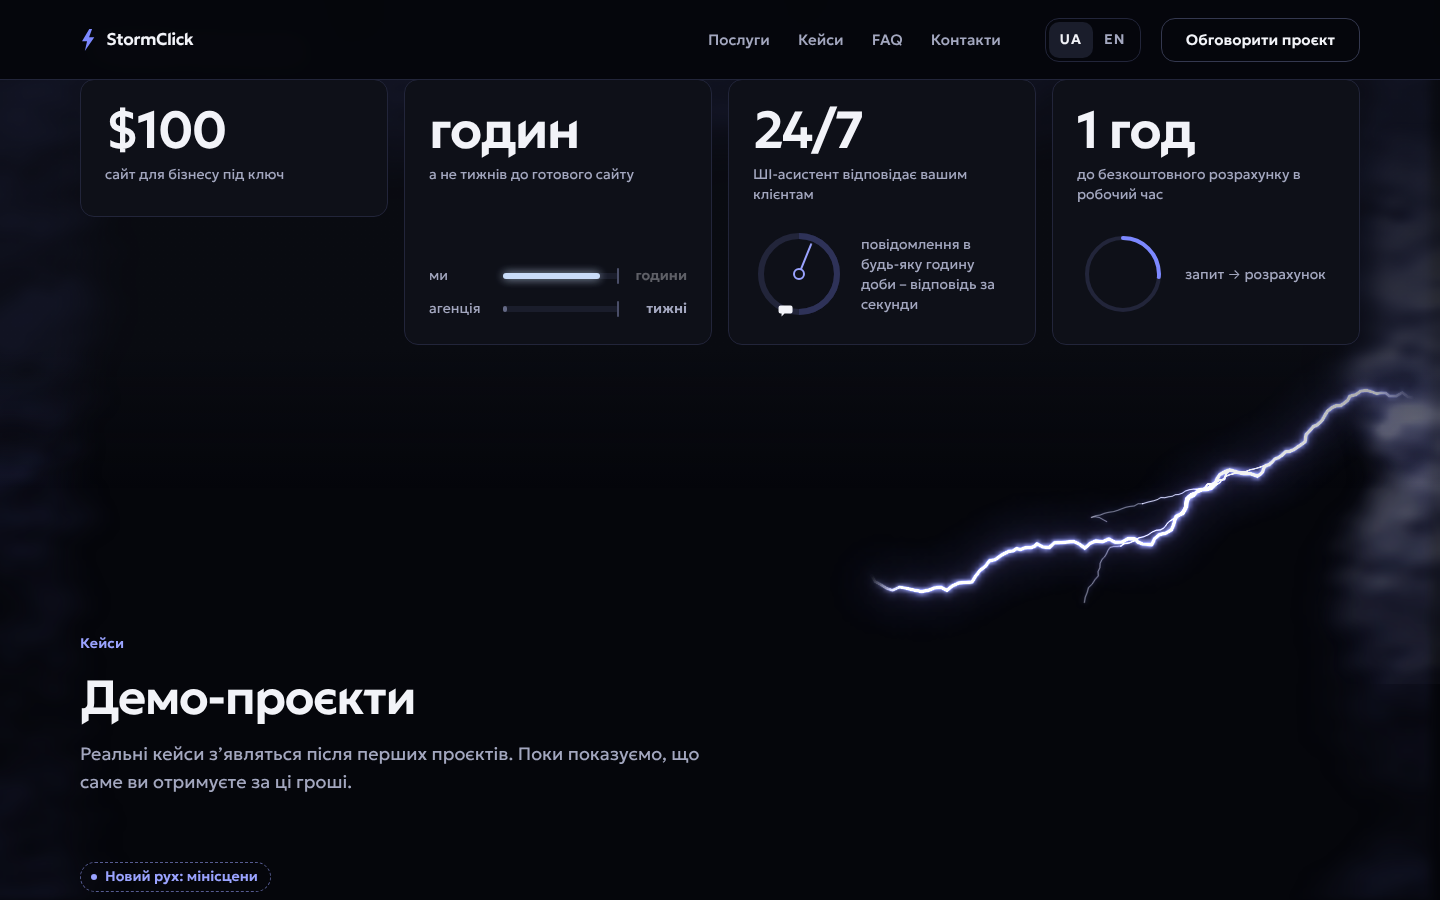 StormClick
Послуги
Кейси
FAQ
Контакти
UA
EN
Обговорити проєкт
$100
сайт для бізнесу під ключ
годин
а не тижнів до готового сайту
ми
години
агенція
тижні
24/7
ШІ-асистент відповідає вашим
клієнтам
повідомлення в
будь-яку годину
доби – відповідь за
секунди
1 год
до безкоштовного розрахунку в
робочий час
запит → розрахунок
Кейси
Демо-проєкти
Реальні кейси з’являться після перших проєктів. Поки показуємо, що
саме ви отримуєте за ці гроші.
Новий рух: мінісцени